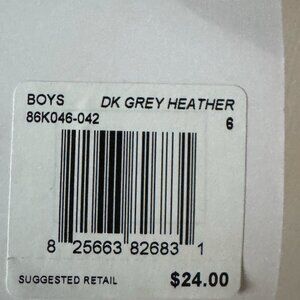 BOYS DK GREY HEATHER
86K046-042 6
8 25663 82683 1
SUGGESTED RETAIL $24.00